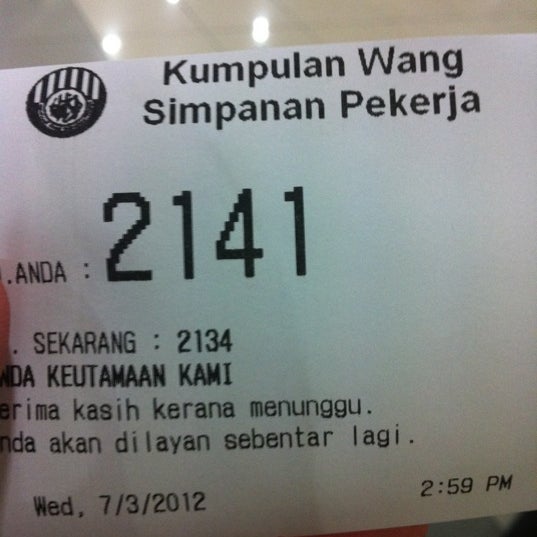 Kumpulan Wang
Simpanan Pekerja
.ANDA : 2141
. SEKARANG : 2134
NDA KEUTAMAAN KAMI
erima kasih kerana menunggu.
nda akan dilayan sebentar lagi.
Wed, 7/3/2012 2:59 PM